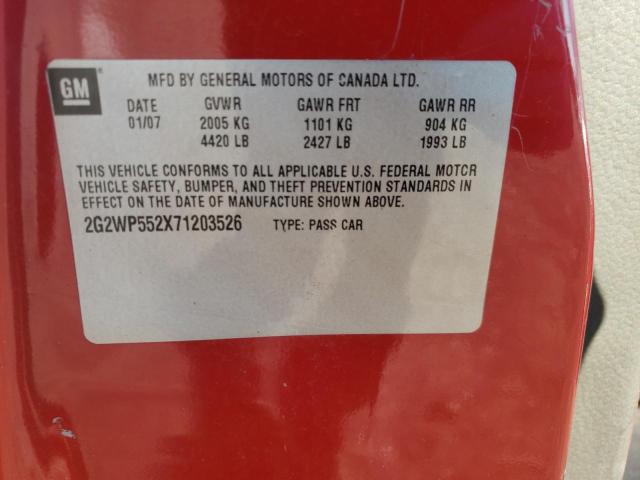 GM MFD BY GENERAL MOTORS OF CANADA LTD.
DATE GVWR GAWR FRT GAWR RR
01/07 2005 KG 1101 KG 904 KG
4420 LB 2427 LB 1993 LB
THIS VEHICLE CONFORMS TO ALL APPLICABLE U.S. FEDERAL MOTOR
VEHICLE SAFETY, BUMPER, AND THEFT PREVENTION STANDARDS IN
EFFECT ON THE DATE OF MANUFACTURE SHOWN ABOVE.
2G2WP552X71203526 TYPE: PASS CAR